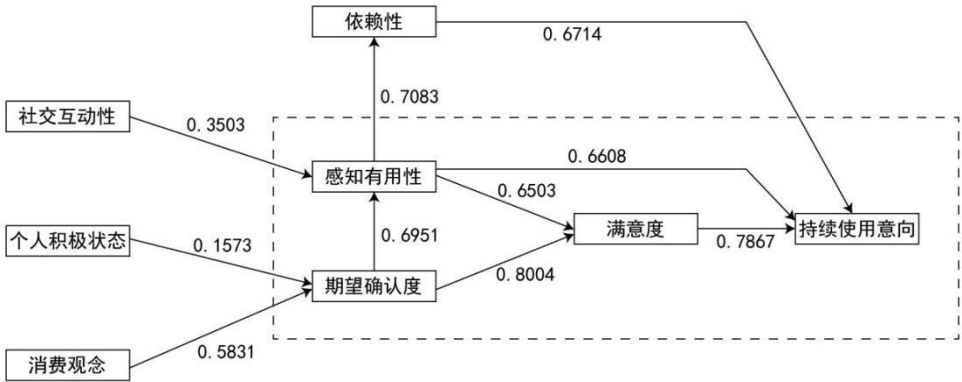 依赖性
0.6714
0.7083
社交互动性
0.3503
感知有用性
0.6608
0.6503
个人积极状态
0.1573
0.6951
满意度
0.7867
持续使用意向
期望确认度
0.8004
消费观念
0.5831